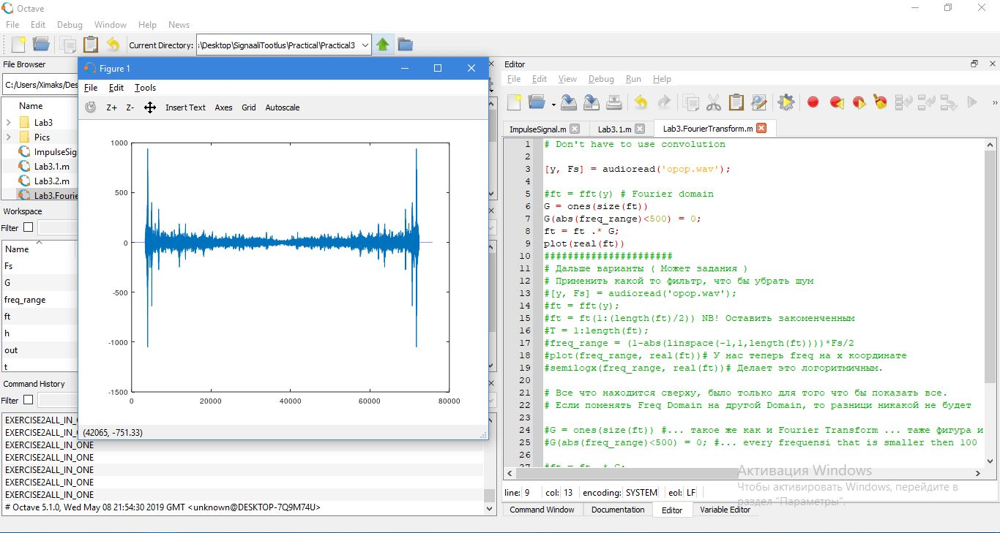 Octave
File Edit Debug Window Help News
Current Directory: :\Desktop\SignaaliTootlus\Practical\Practical3
File Browser
C:/Users/Ximaks/Des
Name
Lab3
Pics
ImpulseSig
Lab3.1.m
Lab3.2.m
Lab3.Fourie
Workspace
Filter
Name
Fs
G
freq_range
ft
h
out
t
Command History
Filter
EXERCISE2ALL_IN_O
EXERCISE2ALL_IN_O
EXERCISE2ALL_IN_ONE
EXERCISE2ALL_IN_ONE
EXERCISE2ALL_IN_ONE
EXERCISE2ALL_IN_ONE
EXERCISE2ALL_IN_ONE
# Octave 5.1.0, Wed May 08 21:54:30 2019 GMT <unknown@DESKTOP-7Q9M74U>
Figure 1
File Edit Tools
Z+ Z- Insert Text Axes Grid Autoscale
1000
500
0
-500
-1000
-1500
0 20000 40000 60000 80000
(42065, -751.33)
Editor
File Edit View Debug Run Help
ImpulseSignal.m Lab3.1.m Lab3.FourierTransform.m
1 # Don't have to use convolution
2
3 [y, Fs] = audioread('opop.wav');
4
5 #ft = fft(y) # Fourier domain
6 G = ones(size(ft))
7 G(abs(freq_range)<500) = 0;
8 ft = ft .* G;
9 plot(real(ft))
10 ######################
11 # Дальше варианты ( Может задания )
12 # Применить какой то фильтр, что бы убрать шум
13 #[y, Fs] = audioread('opop.wav');
14 #ft = fft(y);
15 #ft = ft(1:(length(ft)/2)) NB! Оставить закоменченным
16 #T = 1:length(ft);
17 #freq_range = (1-abs(linspace(-1,1,length(ft))))*Fs/2
18 #plot(freq_range, real(ft))# У нас теперь freq на x координате
19 #semilogx(freq_range, real(ft))# Делает это логоритмичным.
20
21 # Все что находится сверху, было только для того что бы показать все.
22 # Если поменять Freq Domain на другой Domain, то разници никакой не будет
23
24 #G = ones(size(ft)) #... такое же как и Fourier Transform ... таже фигура и
25 #G(abs(freq_range)<500) = 0; #... every frequensi that is smaller then 100
26
27 #ft = ft .* G;
Активация Windows
Чтобы активировать Windows, перейдите в
раздел "Параметры".
line: 9 col: 13 encoding: SYSTEM eol: LF
Command Window Documentation Editor Variable Editor